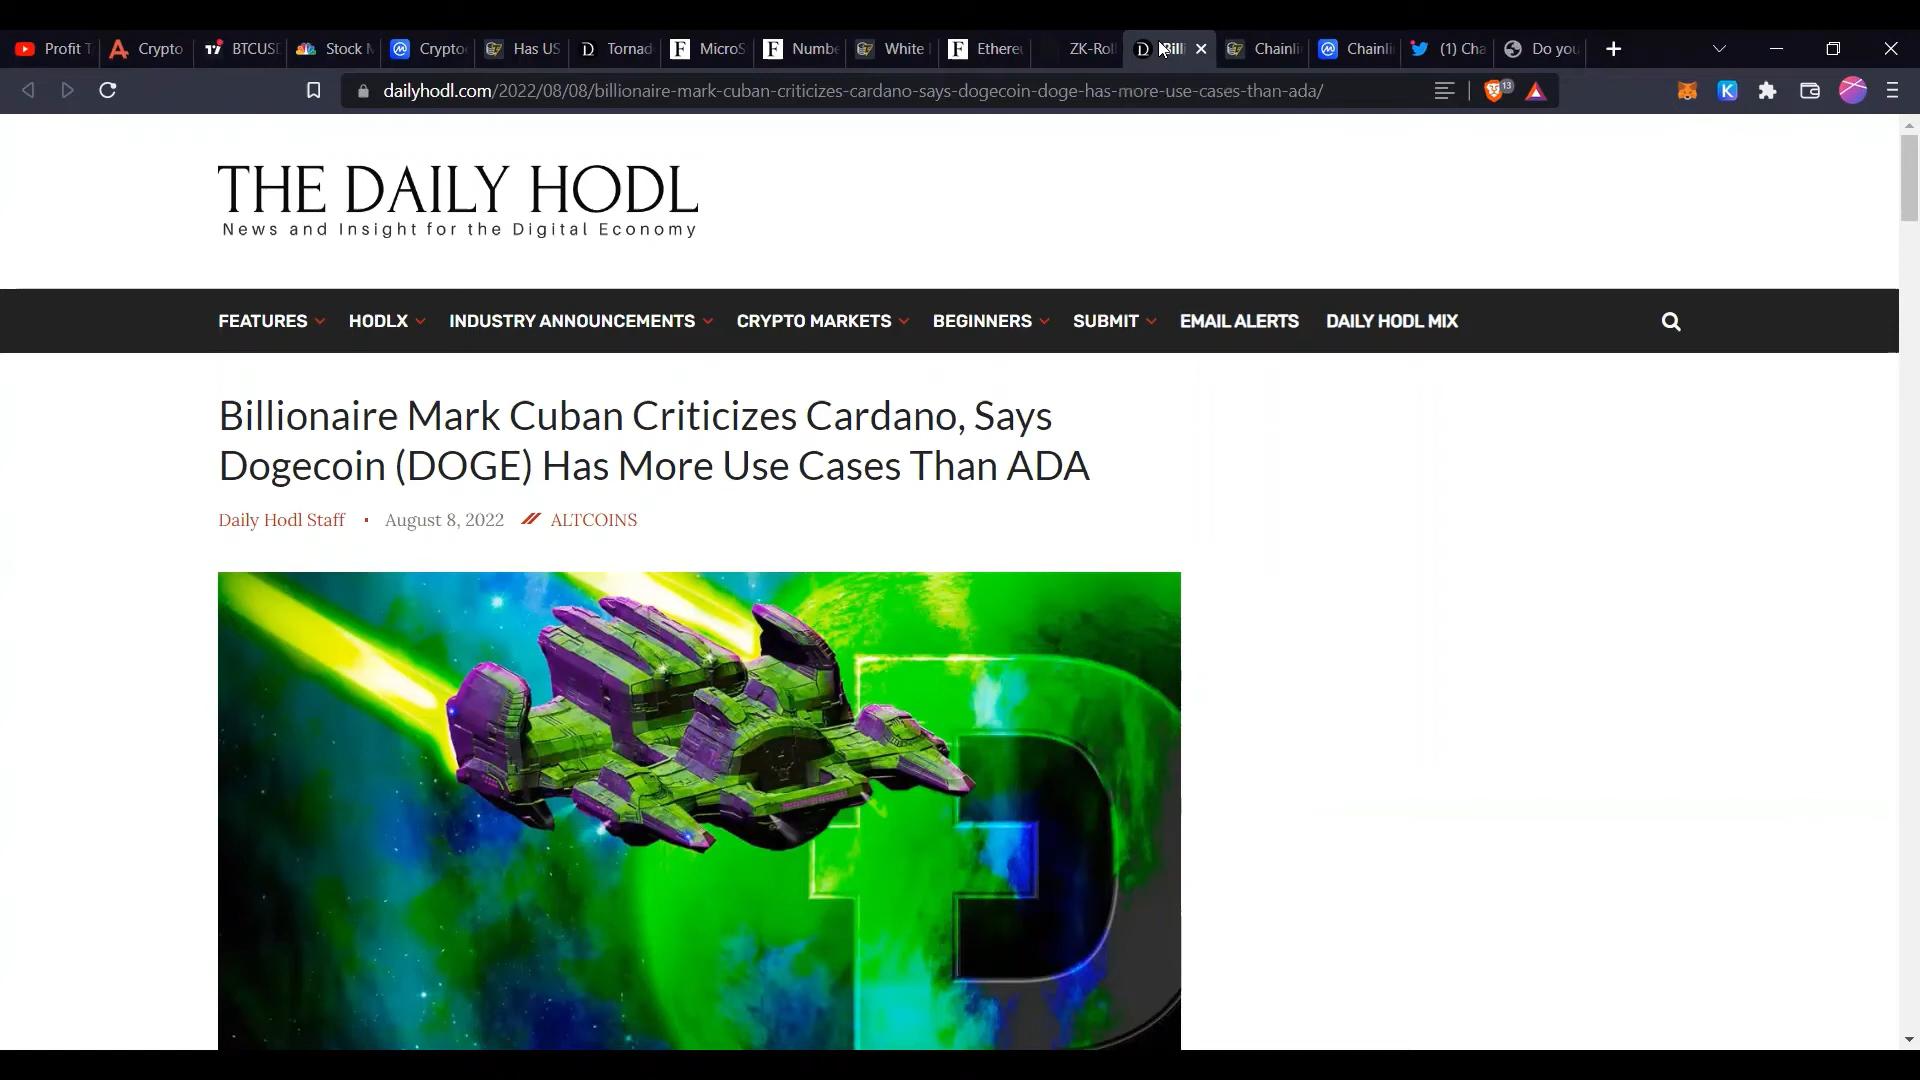 Profit T
Crypto
BTCUS
Stock M
Crypto
Has US
Tornad
MicroS
Numbe
White
Ethereu
ZK-Roll
Bill
Chainli
Chainli
(1) Cha
Do you
dailyhodl.com/2022/08/08/billionaire-mark-cuban-criticizes-cardano-says-dogecoin-doge-has-more-use-cases-than-ada/
13
THE DAILY HODL
News and Insight for the Digital Economy
FEATURES HODLX INDUSTRY ANNOUNCEMENTS CRYPTO MARKETS BEGINNERS SUBMIT EMAIL ALERTS DAILY HODL MIX
Billionaire Mark Cuban Criticizes Cardano, Says
Dogecoin (DOGE) Has More Use Cases Than ADA
Daily Hodl Staff August 8, 2022 ALTCOINS